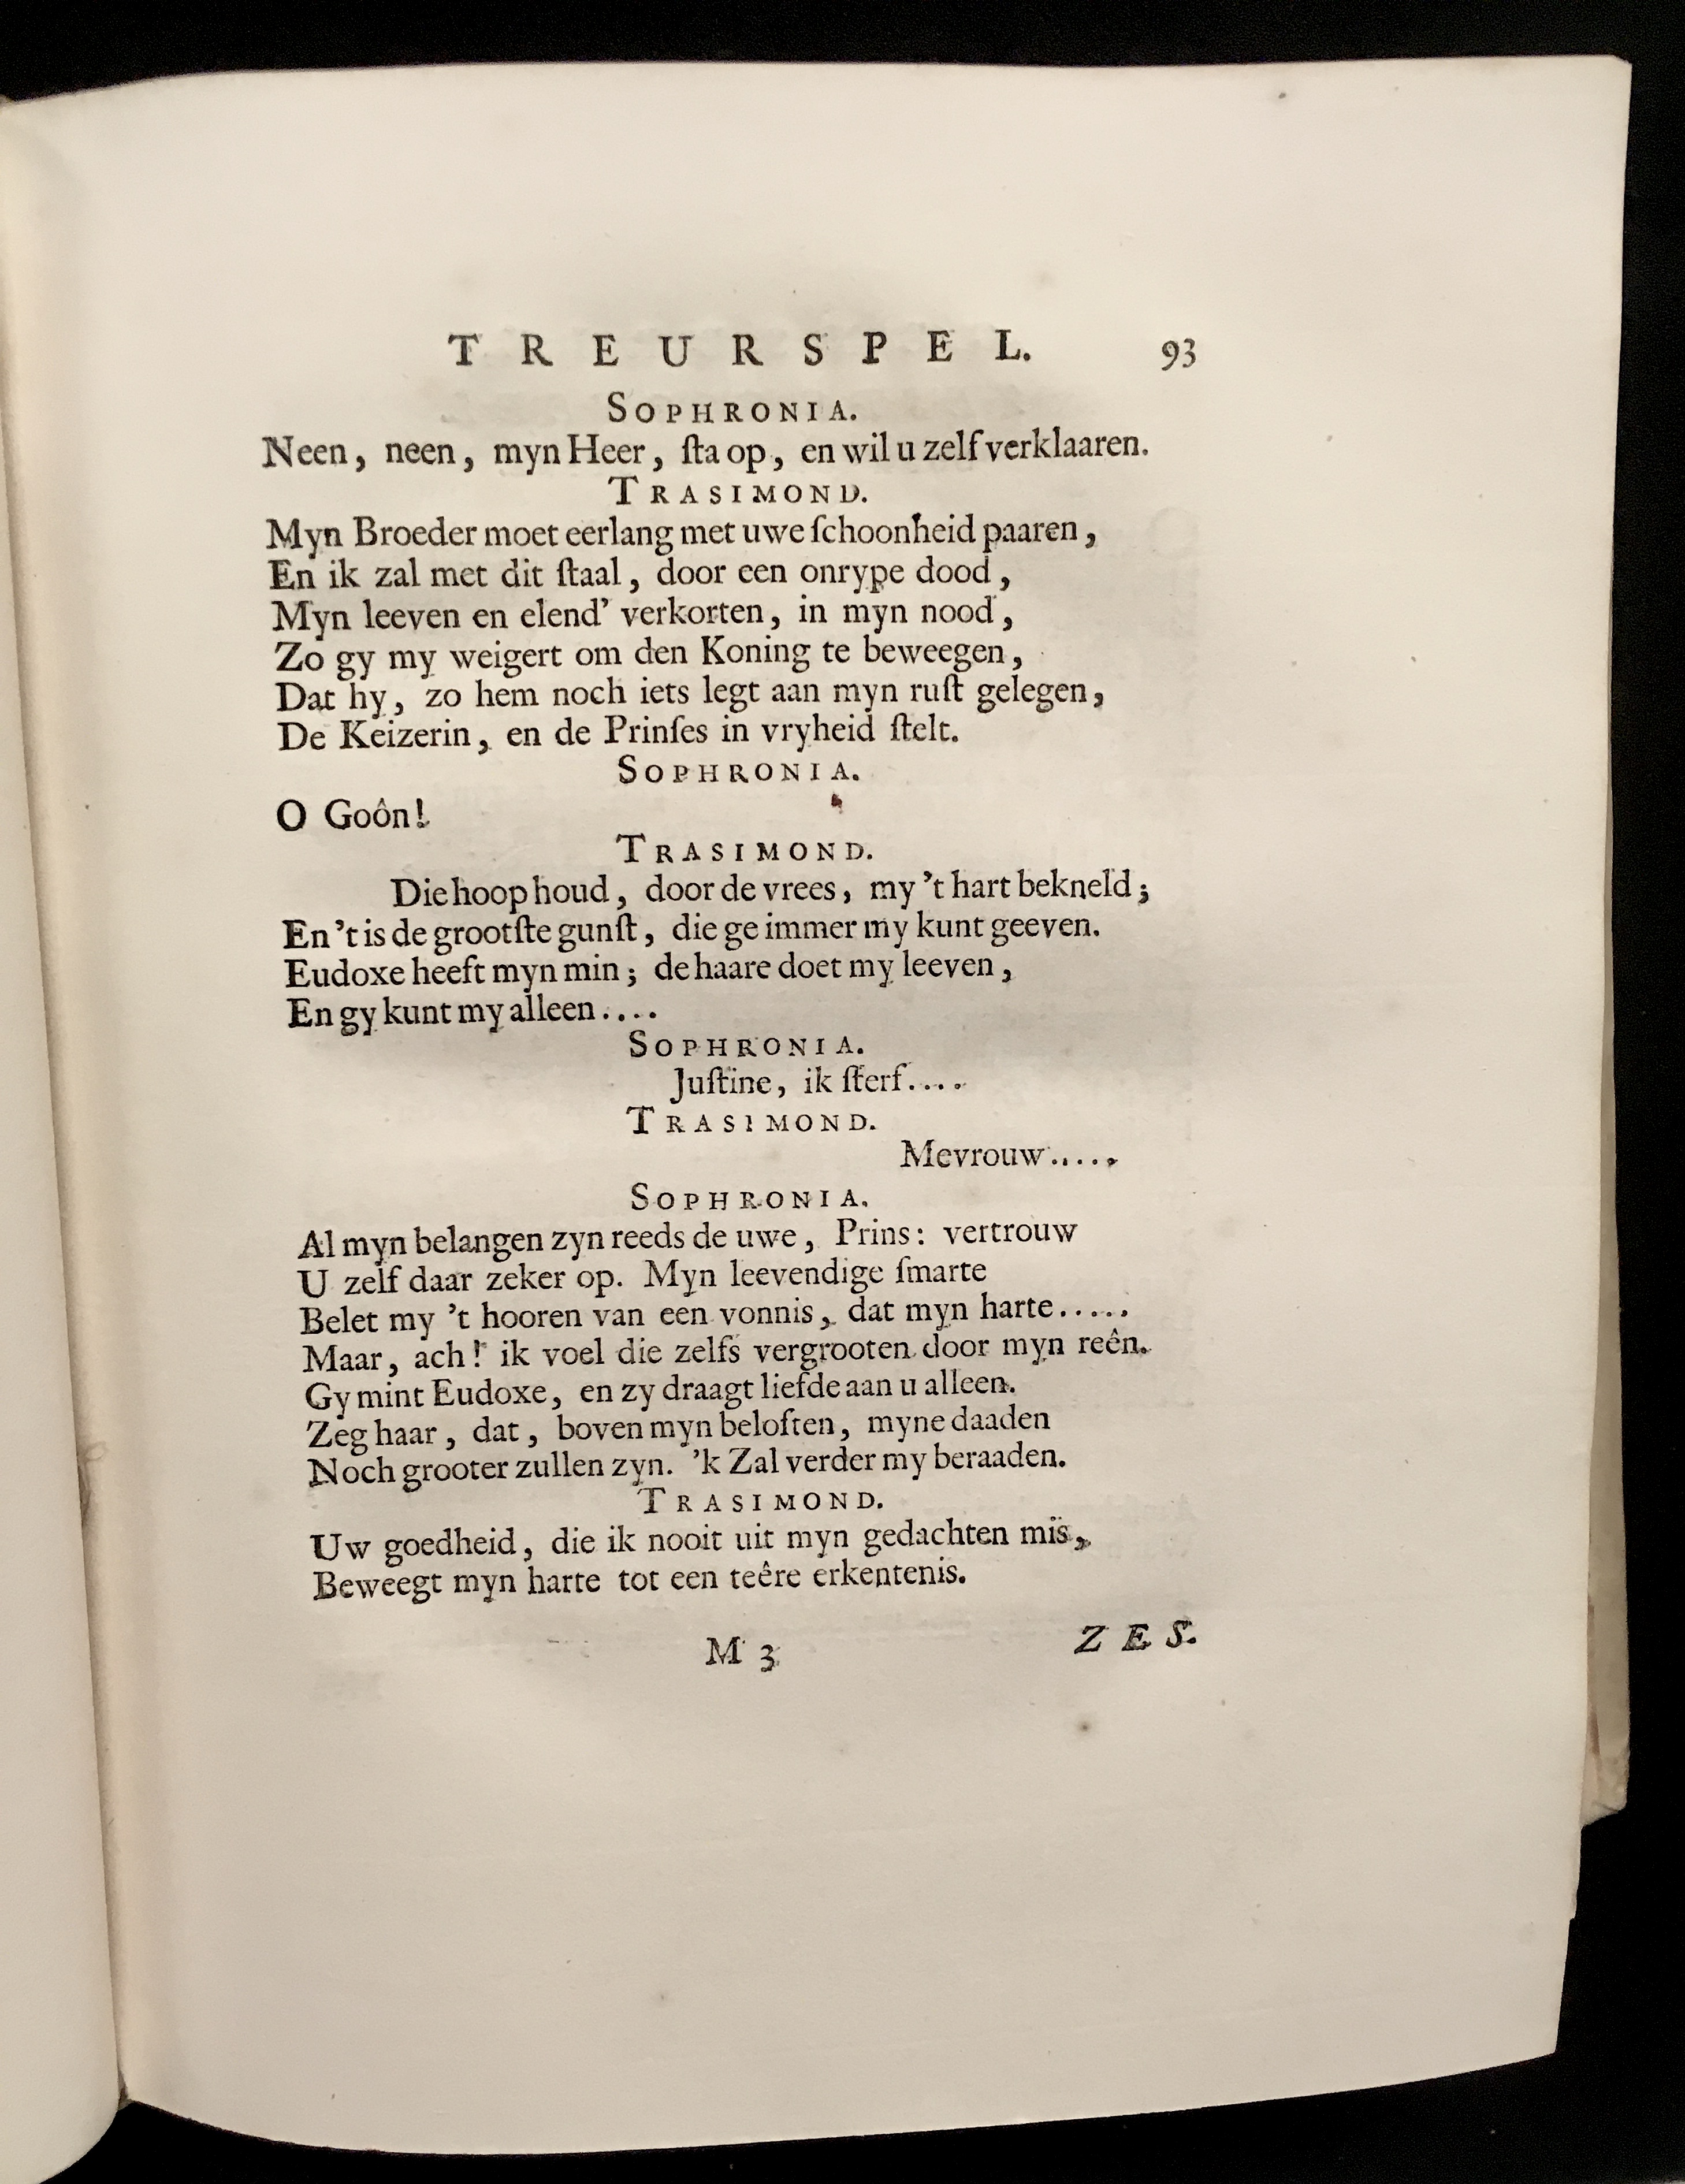 TREURSPEL. 93
SOPHRONIA.
Neen, neen, myn Heer, ſta op, en wil u zelf verklaaren.
TRASIMOND.
Myn Broeder moet eerlang met uwe ſchoonheid paaren,
En ik zal met dit ſtaal, door een onrype dood,
Myn leeven en elend’ verkorten, in myn nood,
Zo gy my weigert om den Koning te beweegen,
Dat hy, zo hem noch iets legt aan myn ruſt gelegen,
De Keizerin, en de Prinſes in vryheid ſtelt.
SOPHRONIA.
O Goôn!
TRASIMOND.
Die hoop houd, door de vrees, my ’t hart bekneld;
En ’t is de grootſte gunſt, die ge immer my kunt geeven.
Eudoxe heeft myn min; de haare doet my leeven,
En gy kunt my alleen....
SOPHRONIA.
Juſtine, ik ſterf....
TRASIMOND.
Mevrouw.....
SOPHRONIA.
Al myn belangen zyn reeds de uwe, Prins: vertrouw
U zelf daar zeker op. Myn leevendige ſmarte
Belet my ’t hooren van een vonnis, dat myn harte.....
Maar, ach! ik voel die zelfs vergrooten door myn reên.
Gy mint Eudoxe, en zy draagt liefde aan u alleen.
Zeg haar, dat, boven myn beloften, myne daaden
Noch grooter zullen zyn. ’k Zal verder my beraaden.
TRASIMOND.
Uw goedheid, die ik nooit uit myn gedachten mis,
Beweegt myn harte tot een teêre erkentenis.
M 3 ZES.